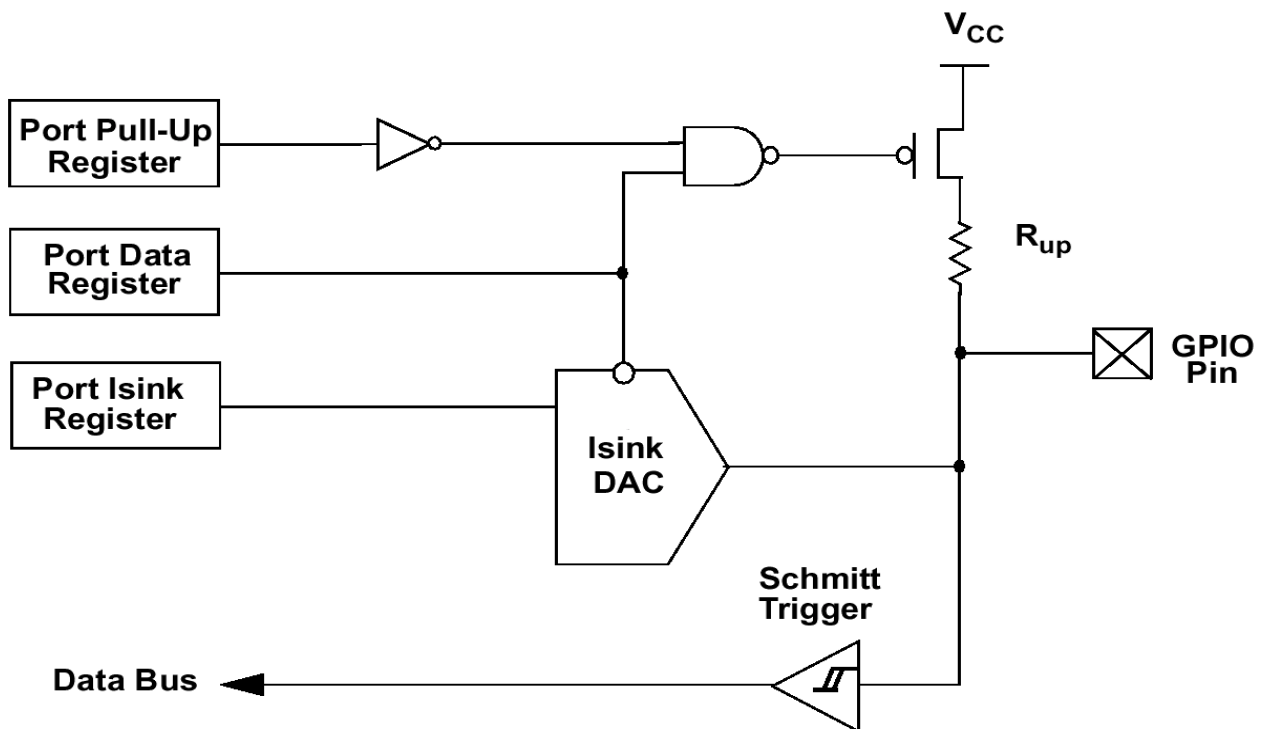 VCC
Port Pull-Up
Register
Port Data
Register
Rup
Port Isink
Register
GPIO
Pin
Isink
DAC
Schmitt
Trigger
Data Bus